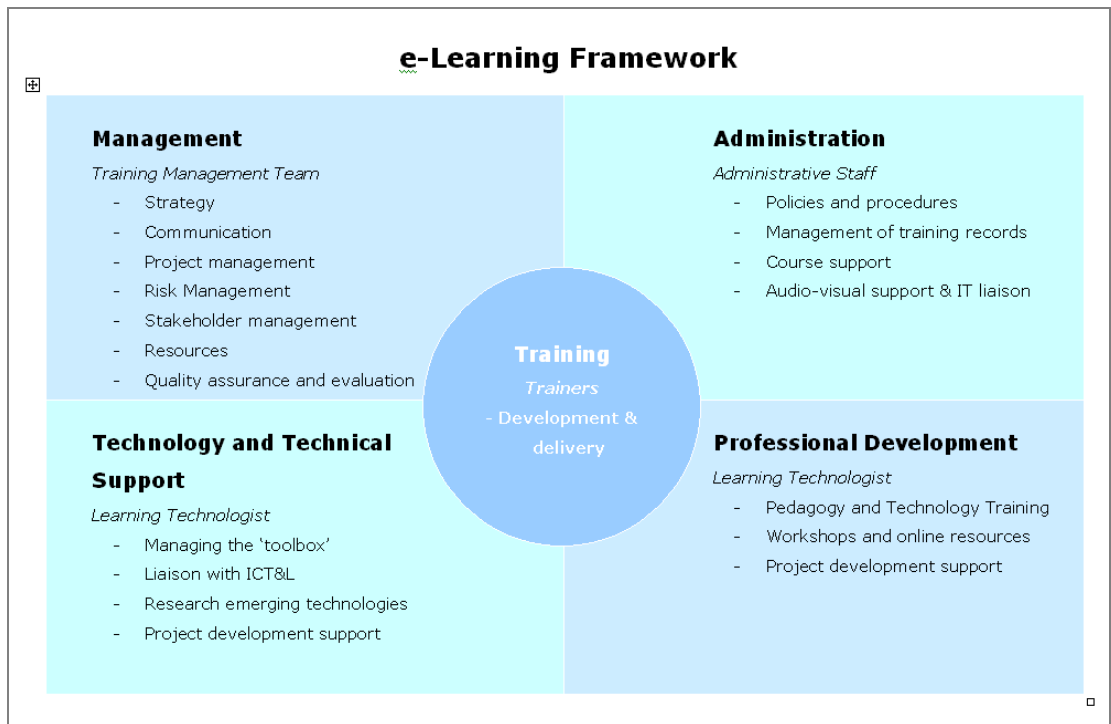 e-Learning Framework
Management
Training Management Team
- Strategy
- Communication
- Project management
- Risk Management
- Stakeholder management
- Resources
- Quality assurance and evaluation
Administration
Administrative Staff
- Policies and procedures
- Management of training records
- Course support
- Audio-visual support & IT liaison
Training
Trainers
- Development &
delivery
Technology and Technical
Support
Learning Technologist
- Managing the ‘toolbox’
- Liaison with ICT&L
- Research emerging technologies
- Project development support
Professional Development
Learning Technologist
- Pedagogy and Technology Training
- Workshops and online resources
- Project development support